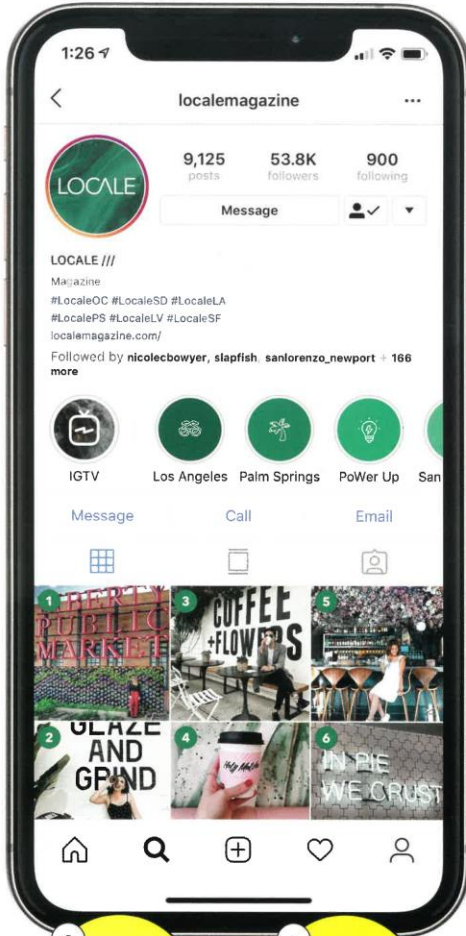 1:26
localemagazine
LOCALE
9,125 53.8K 900
posts followers following
Message
LOCALE ///
Magazine
#LocaleOC #LocaleSD #LocaleLA
#LocalePS #LocaleLV #LocaleSF
localemagazine.com/
Followed by nicolecbowyer, slapfish, sanlorenzo_newport + 166
more
IGTV Los Angeles Palm Springs PoWer Up San
Message Call Email
1
BERTY
PUBLIC
MARKET
3
COFFEE
+FLOWERS
5
2
GLAZE
AND
GRIND
4
Holy Matcha
6
IN PIE
WE CRUST